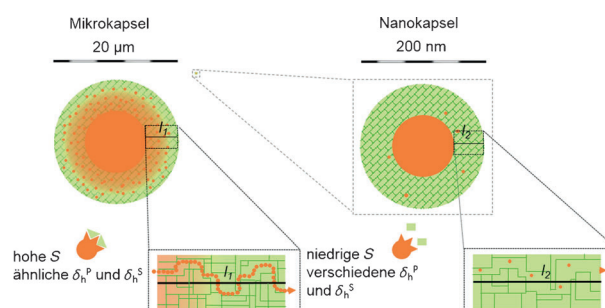 Mikrokapsel
20 µm
Nanokapsel
200 nm
l₁
l₂
hohe S
ähnliche δₕᴾ und δₕˢ
l₁
niedrige S
verschiedene δₕᴾ
und δₕˢ
l₂